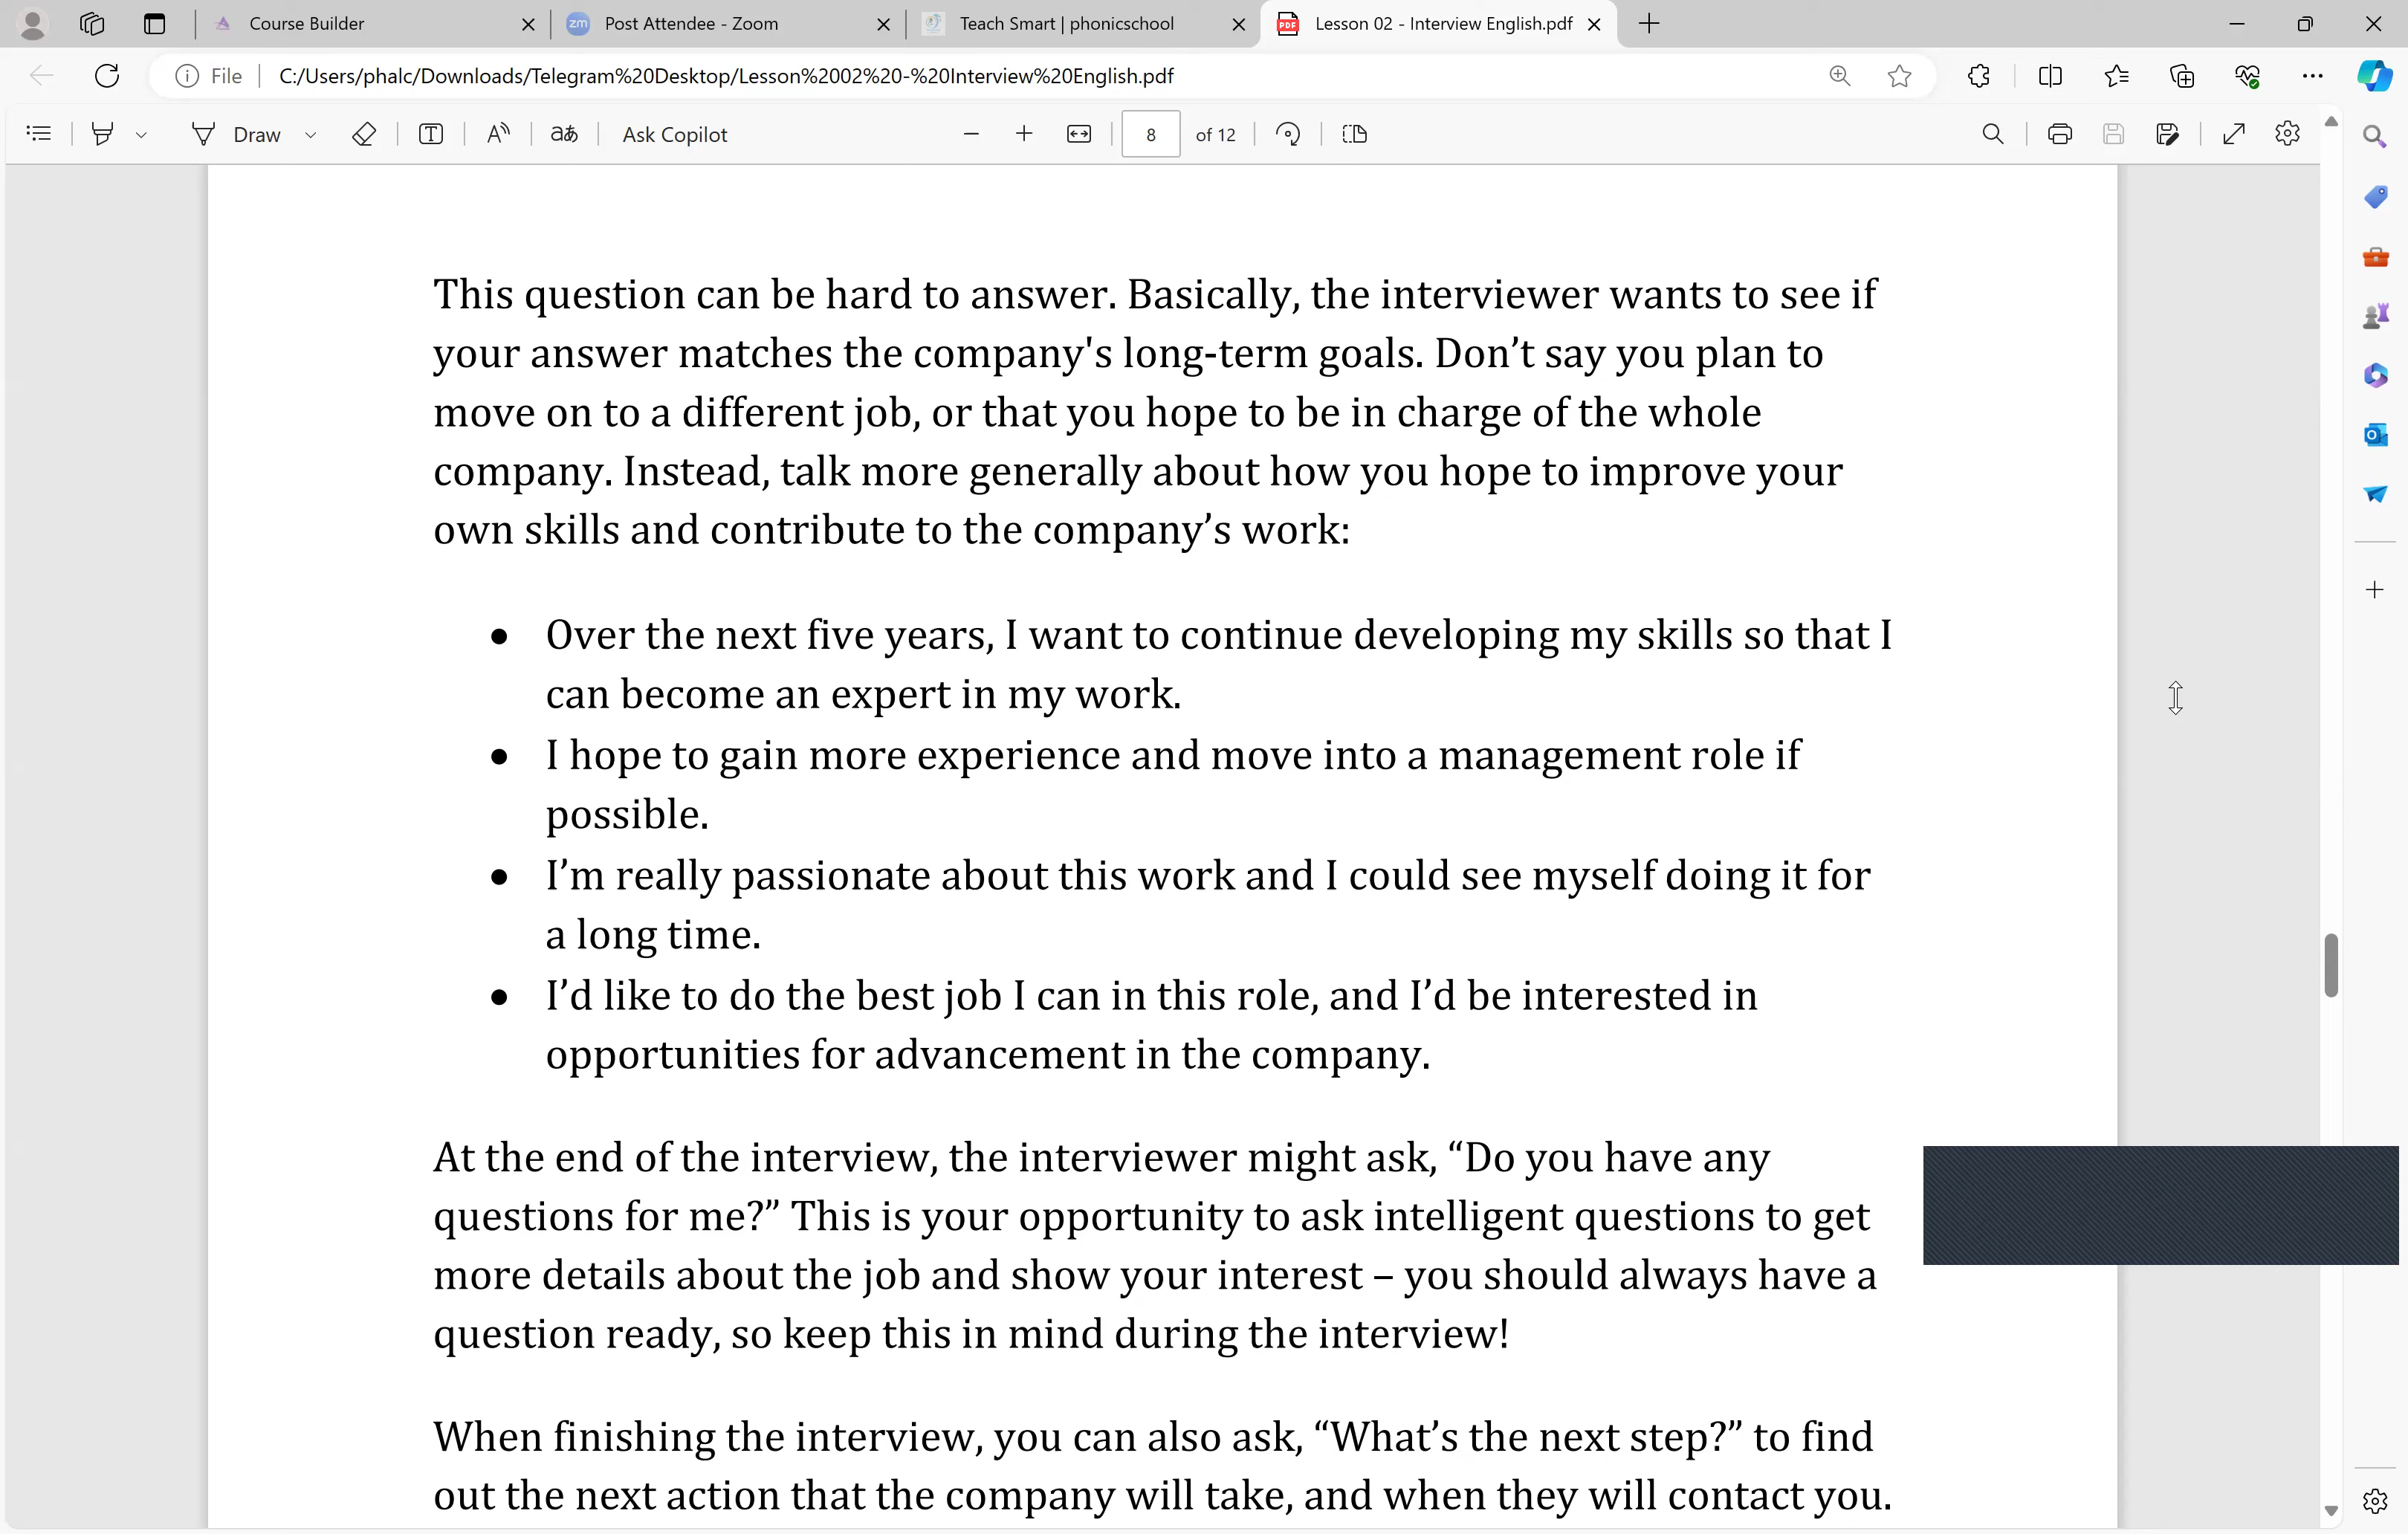 Course Builder
Post Attendee - Zoom
Teach Smart | phonicschool
Lesson 02 - Interview English.pdf
File
C:/Users/phalc/Downloads/Telegram%20Desktop/Lesson%2002%20-%20Interview%20English.pdf
Draw
Ask Copilot
8
of 12
This question can be hard to answer. Basically, the interviewer wants to see if
your answer matches the company's long-term goals. Don’t say you plan to
move on to a different job, or that you hope to be in charge of the whole
company. Instead, talk more generally about how you hope to improve your
own skills and contribute to the company’s work:
● Over the next five years, I want to continue developing my skills so that I
can become an expert in my work.
● I hope to gain more experience and move into a management role if
possible.
● I’m really passionate about this work and I could see myself doing it for
a long time.
● I’d like to do the best job I can in this role, and I’d be interested in
opportunities for advancement in the company.
At the end of the interview, the interviewer might ask, “Do you have any
questions for me?” This is your opportunity to ask intelligent questions to get
more details about the job and show your interest – you should always have a
question ready, so keep this in mind during the interview!
When finishing the interview, you can also ask, “What’s the next step?” to find
out the next action that the company will take, and when they will contact you.